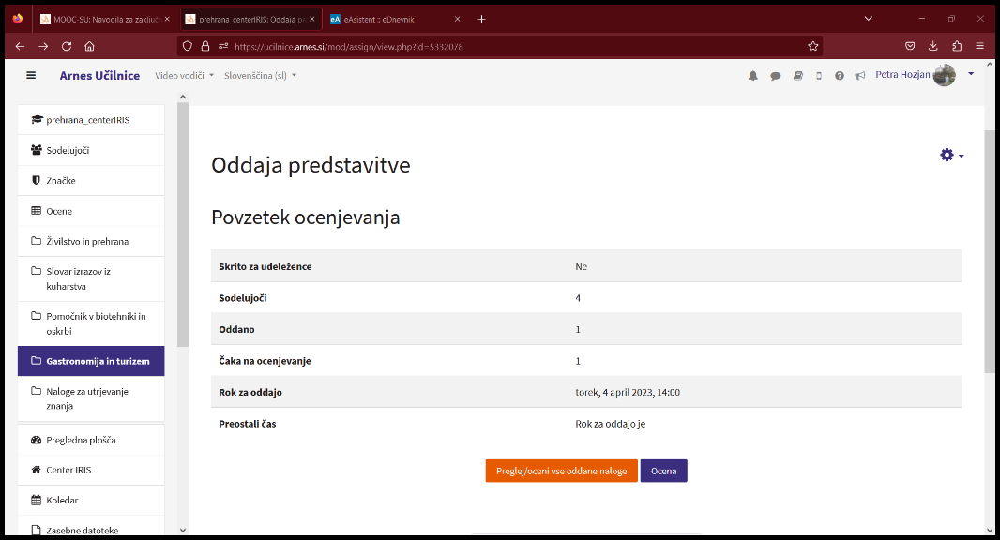 MOOC-SU: Navodila za zaključ
prehrana_centerIRIS: Oddaja pr
eA eAsistent :: eDnevnik
https://ucilnice.arnes.si/mod/assign/view.php?id=5332078
Arnes Učilnice
Video vodiči
Slovenščina (sl)
Petra Hozjan
prehrana_centerIRIS
Sodelujoči
Značke
Ocene
Živilstvo in prehrana
Slovar izrazov iz
kuharstva
Pomočnik v biotehniki in
oskrbi
Gastronomija in turizem
Naloge za utrjevanje
znanja
Pregledna plošča
Center IRIS
Koledar
Zasebne datoteke
Oddaja predstavitve
Povzetek ocenjevanja
Skrito za udeležence Ne
Sodelujoči 4
Oddano 1
Čaka na ocenjevanje 1
Rok za oddajo torek, 4 april 2023, 14:00
Preostali čas Rok za oddajo je
Preglej/oceni vse oddane naloge Ocena